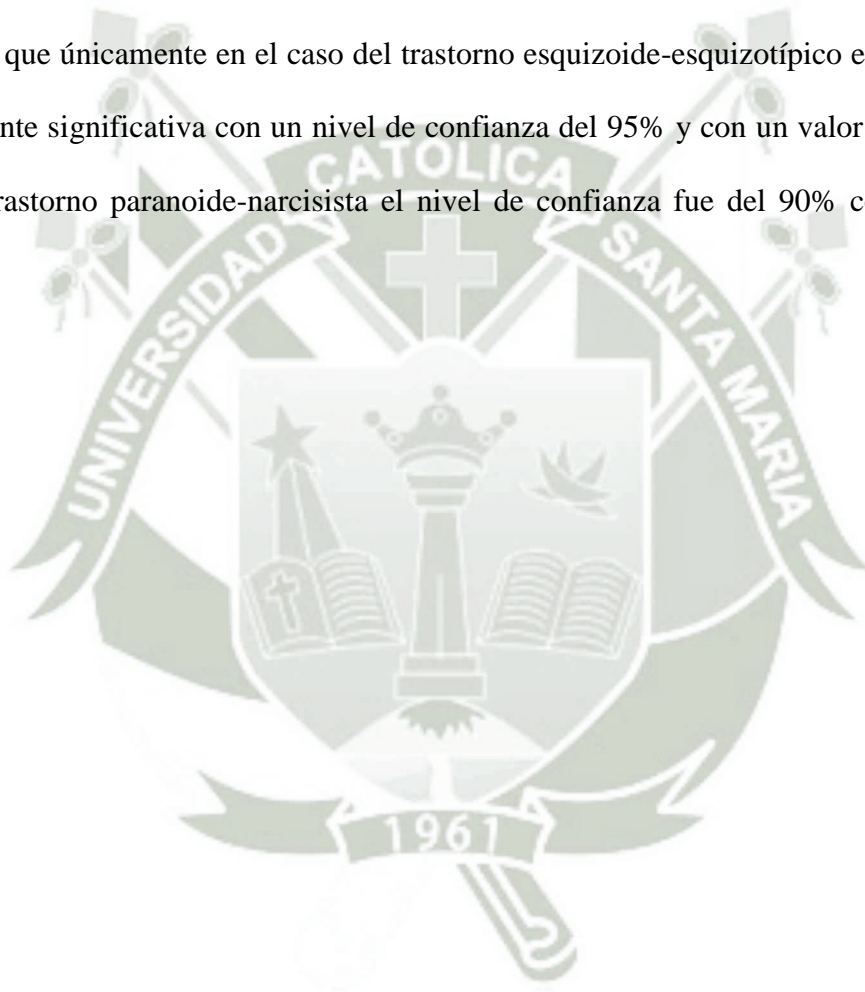 que únicamente en el caso del trastorno esquizoide-esquizotípico e
nte significativa con un nivel de confianza del 95% y con un valor
rastorno paranoide-narcisista el nivel de confianza fue del 90% c
CATOLICA
UNIVERSIDAD
SANTA MARIA
1961